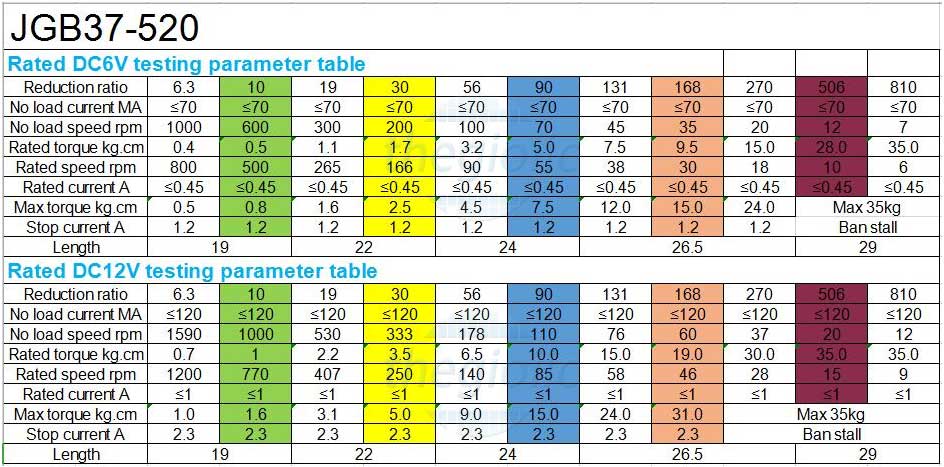 JGB37-520
Rated DC6V testing parameter table
Reduction ratio 6.3 10 19 30 56 90 131 168 270 506 810
No load current MA ≤70 ≤70 ≤70 ≤70 ≤70 ≤70 ≤70 ≤70 ≤70 ≤70 ≤70
No load speed rpm 1000 600 300 200 100 70 45 35 20 12 7
Rated torque kg.cm 0.4 0.5 1.1 1.7 3.2 5.0 7.5 9.5 15.0 28.0 35.0
Rated speed rpm 800 500 265 166 90 55 38 30 18 10 6
Rated current A ≤0.45 ≤0.45 ≤0.45 ≤0.45 ≤0.45 ≤0.45 ≤0.45 ≤0.45 ≤0.45 ≤0.45 ≤0.45
Max torque kg.cm 0.5 0.8 1.6 2.5 4.5 7.5 12.0 15.0 24.0 Max 35kg
Stop current A 1.2 1.2 1.2 1.2 1.2 1.2 1.2 1.2 1.2 Ban stall
Length 19 22 24 26.5 29
Rated DC12V testing parameter table
Reduction ratio 6.3 10 19 30 56 90 131 168 270 506 810
No load current MA ≤120 ≤120 ≤120 ≤120 ≤120 ≤120 ≤120 ≤120 ≤120 ≤120 ≤120
No load speed rpm 1590 1000 530 333 178 110 76 60 37 20 12
Rated torque kg.cm 0.7 1 2.2 3.5 6.5 10.0 15.0 19.0 30.0 35.0 35.0
Rated speed rpm 1200 770 407 250 140 85 58 46 28 15 9
Rated current A ≤1 ≤1 ≤1 ≤1 ≤1 ≤1 ≤1 ≤1 ≤1 ≤1 ≤1
Max torque kg.cm 1.0 1.6 3.1 5.0 9.0 15.0 24.0 31.0 Max 35kg
Stop current A 2.3 2.3 2.3 2.3 2.3 2.3 2.3 2.3 Ban stall
Length 19 22 24 26.5 29